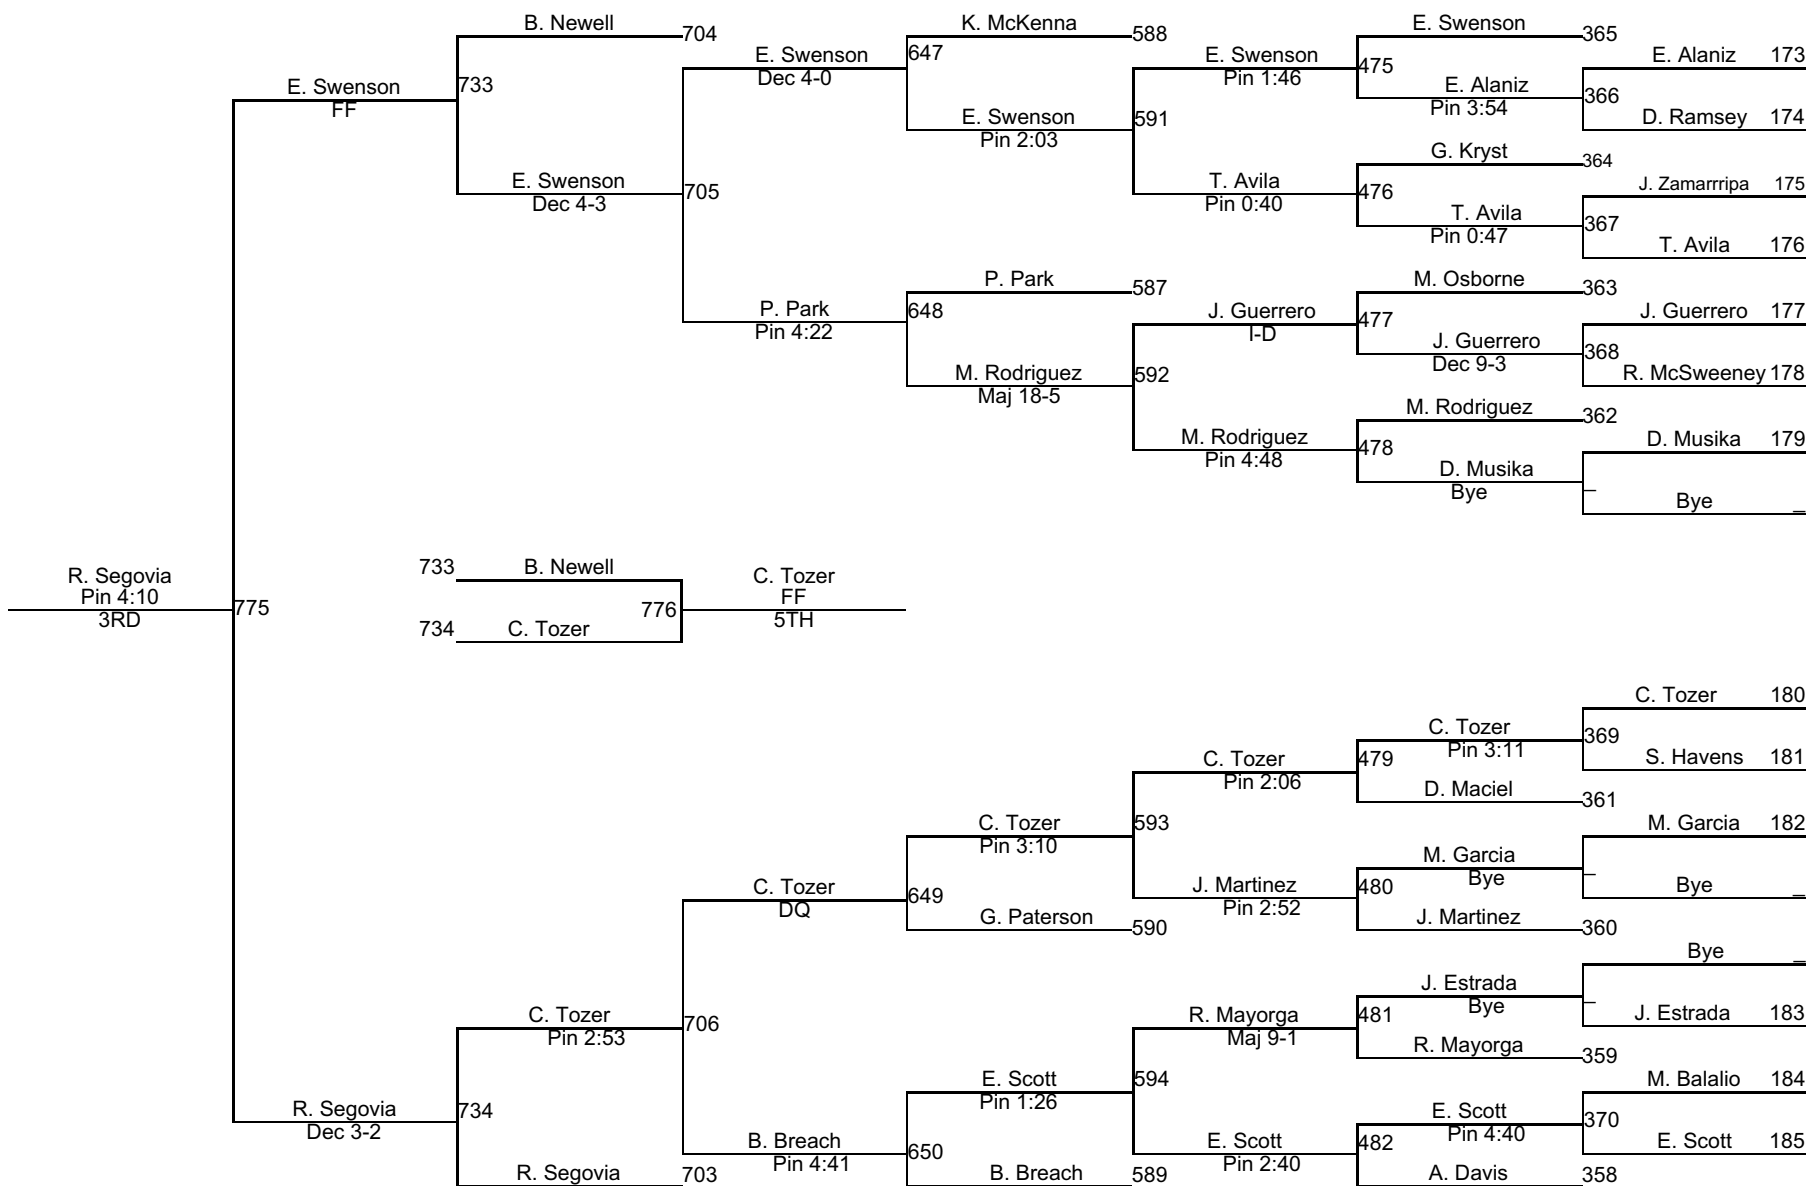 B. Newell 704 K. McKenna 588 E. Swenson 365
E. Swenson 647 E. Swenson E. Alaniz 173
Dec 4-0 Pin 1:46 475
E. Swenson 733 E. Alaniz 366
FF Pin 3:54
E. Swenson 591 D. Ramsey 174
Pin 2:03
G. Kryst 364
E. Swenson 705 T. Avila 476 J. Zamarrripa 175
Dec 4-3 Pin 0:40
T. Avila 367
Pin 0:47
T. Avila 176
P. Park 587 M. Osborne 363
P. Park 648 J. Guerrero 477 J. Guerrero 177
Pin 4:22 I-D
J. Guerrero 368
Dec 9-3
M. Rodriguez 592 R. McSweeney 178
Maj 18-5
M. Rodriguez 362
M. Rodriguez 478 D. Musika 179
Pin 4:48
D. Musika
Bye _
Bye _
733 B. Newell C. Tozer
R. Segovia FF
Pin 4:10 775 776
3RD 5TH
734 C. Tozer
C. Tozer 180
C. Tozer 369
Pin 3:11
C. Tozer 479 S. Havens 181
Pin 2:06
D. Maciel 361
C. Tozer 593 M. Garcia 182
Pin 3:10
M. Garcia _
Bye
C. Tozer 649 J. Martinez 480 Bye _
DQ Pin 2:52
G. Paterson 590 J. Martinez 360
Bye _
J. Estrada _
Bye
C. Tozer 706 R. Mayorga 481 J. Estrada 183
Pin 2:53 Maj 9-1
R. Mayorga 359
E. Scott 594 M. Balalio 184
Pin 1:26
R. Segovia 734 E. Scott 370
Dec 3-2 Pin 4:40
B. Breach 650 E. Scott 482 E. Scott 185
Pin 4:41 Pin 2:40
R. Segovia 703 B. Breach 589 A. Davis 358